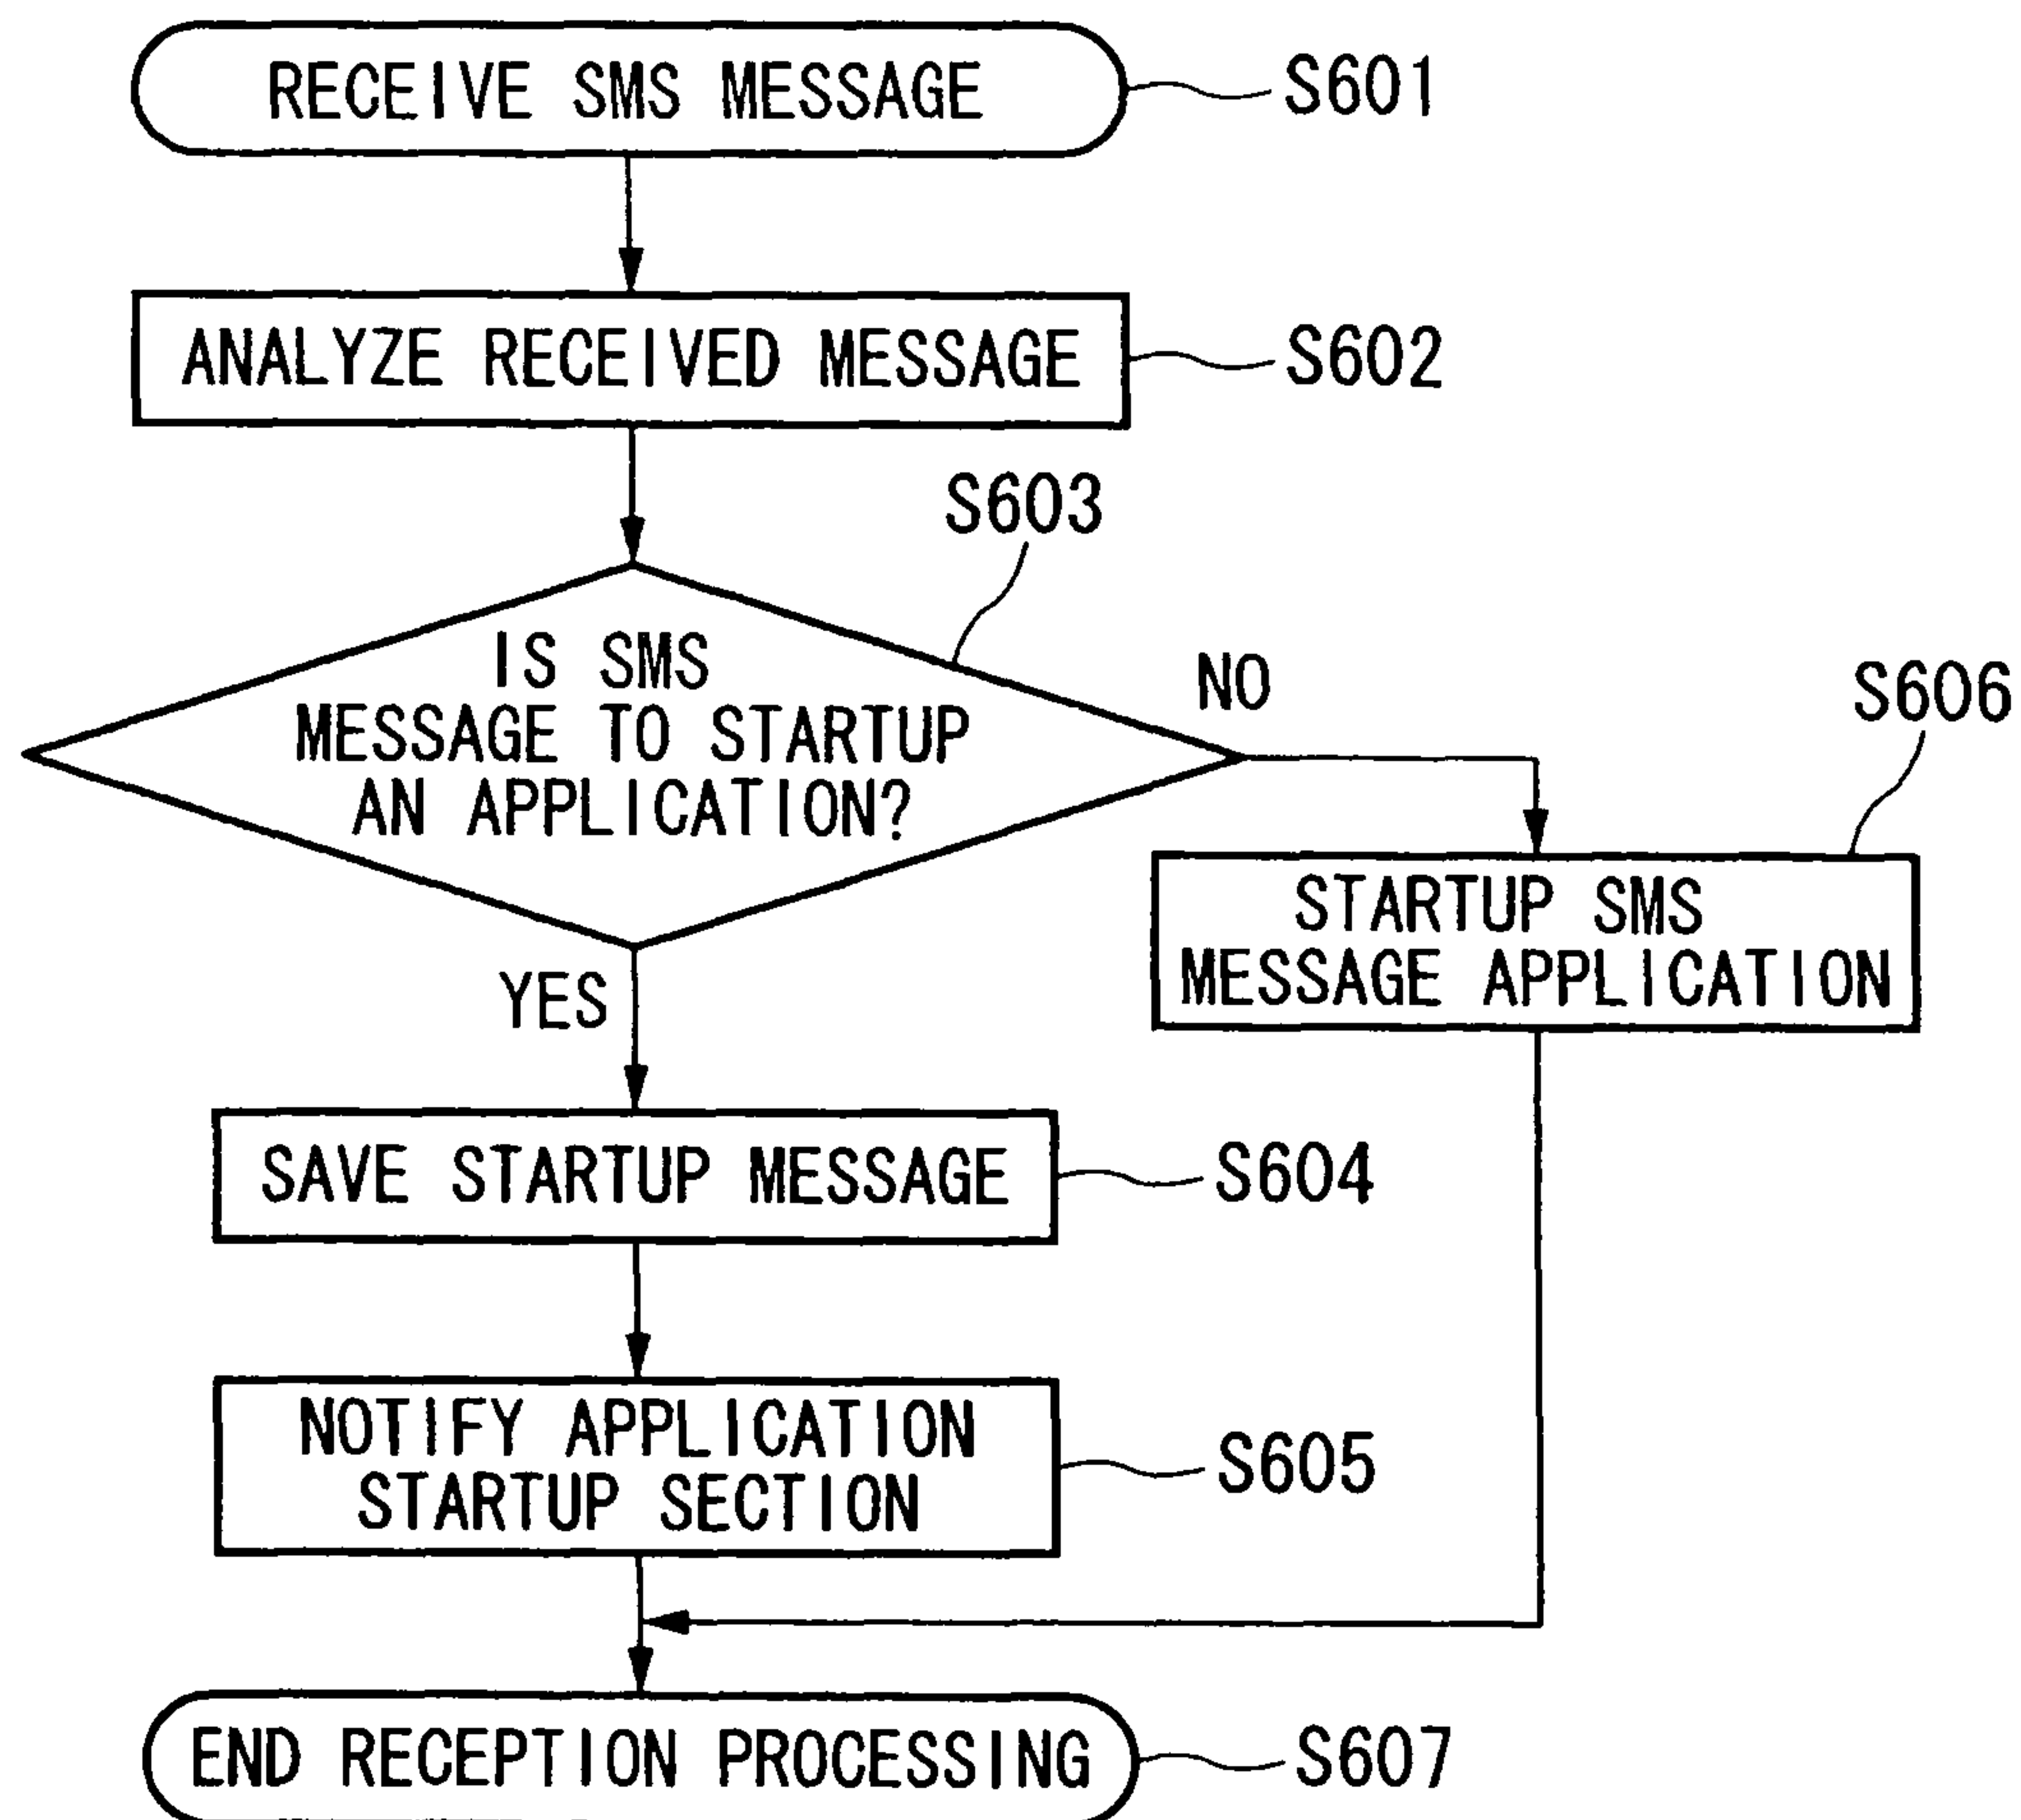 RECEIVE SMS MESSAGE
S601
ANALYZE RECEIVED MESSAGE
S602
S603
IS SMS
MESSAGE TO STARTUP
AN APPLICATION?
NO
S606
STARTUP SMS
MESSAGE APPLICATION
YES
SAVE STARTUP MESSAGE
S604
NOTIFY APPLICATION
STARTUP SECTION
S605
END RECEPTION PROCESSING
S607